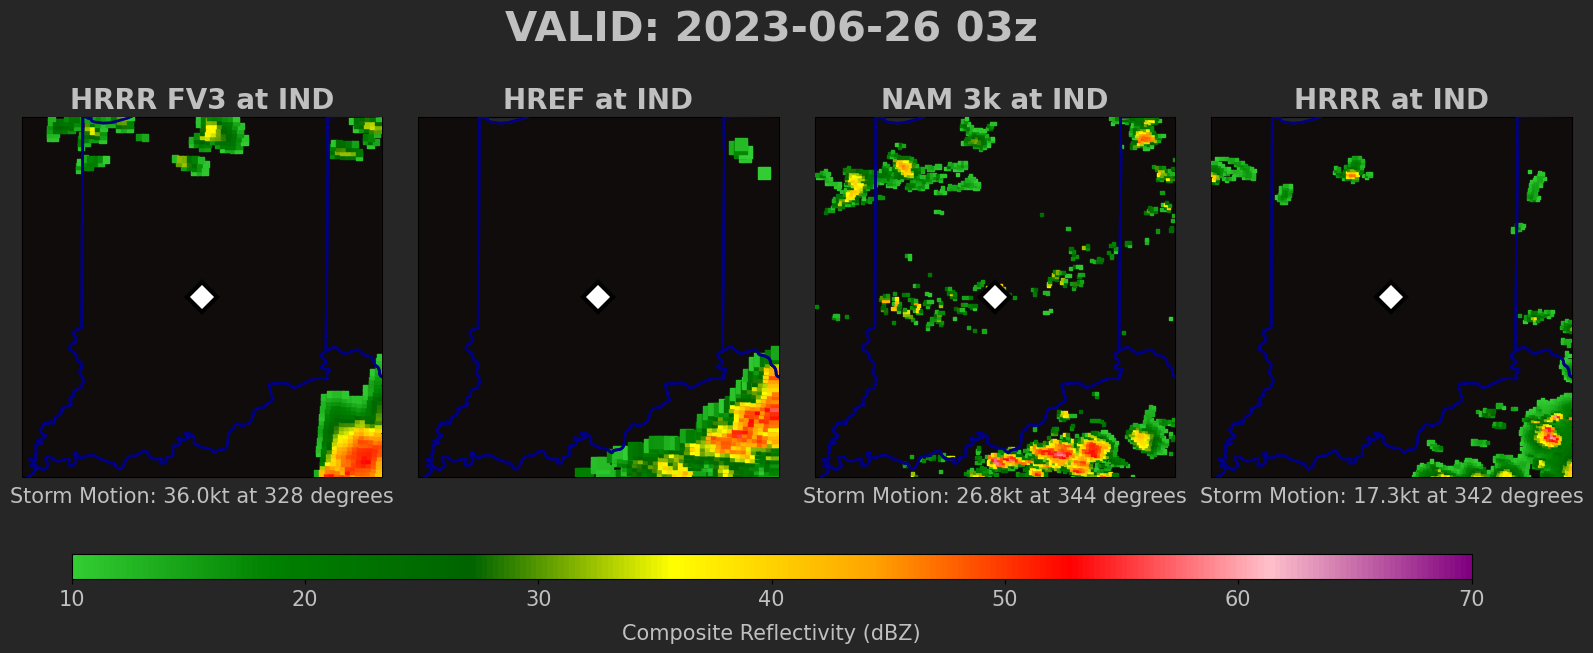 VALID: 2023-06-26 03z
HRRR FV3 at IND
HREF at IND
NAM 3k at IND
HRRR at IND
Storm Motion: 36.0kt at 328 degrees
Storm Motion: 26.8kt at 344 degrees
Storm Motion: 17.3kt at 342 degrees
10 20 30 40 50 60 70
Composite Reflectivity (dBZ)